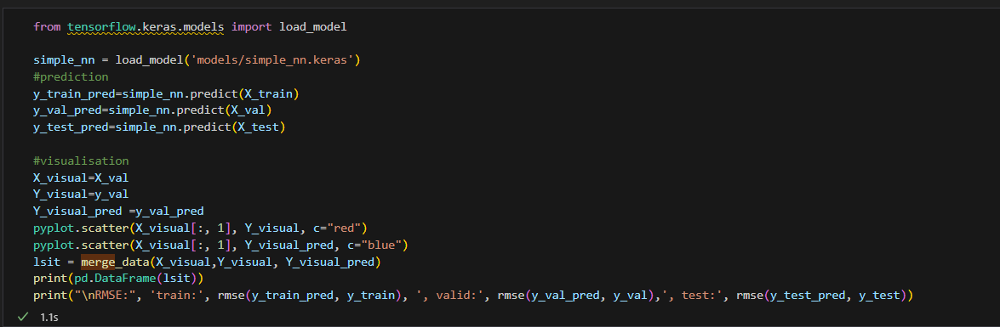 from tensorflow.keras.models import load_model
simple_nn = load_model('models/simple_nn.keras')
#prediction
y_train_pred=simple_nn.predict(X_train)
y_val_pred=simple_nn.predict(X_val)
y_test_pred=simple_nn.predict(X_test)
#visualisation
X_visual=X_val
Y_visual=y_val
Y_visual_pred =y_val_pred
pyplot.scatter(X_visual[:, 1], Y_visual, c="red")
pyplot.scatter(X_visual[:, 1], Y_visual_pred, c="blue")
lsit = merge_data(X_visual,Y_visual, Y_visual_pred)
print(pd.DataFrame(lsit))
print("\nRMSE:", 'train:', rmse(y_train_pred, y_train), ', valid:', rmse(y_val_pred, y_val),', test:', rmse(y_test_pred, y_test))
1.1s